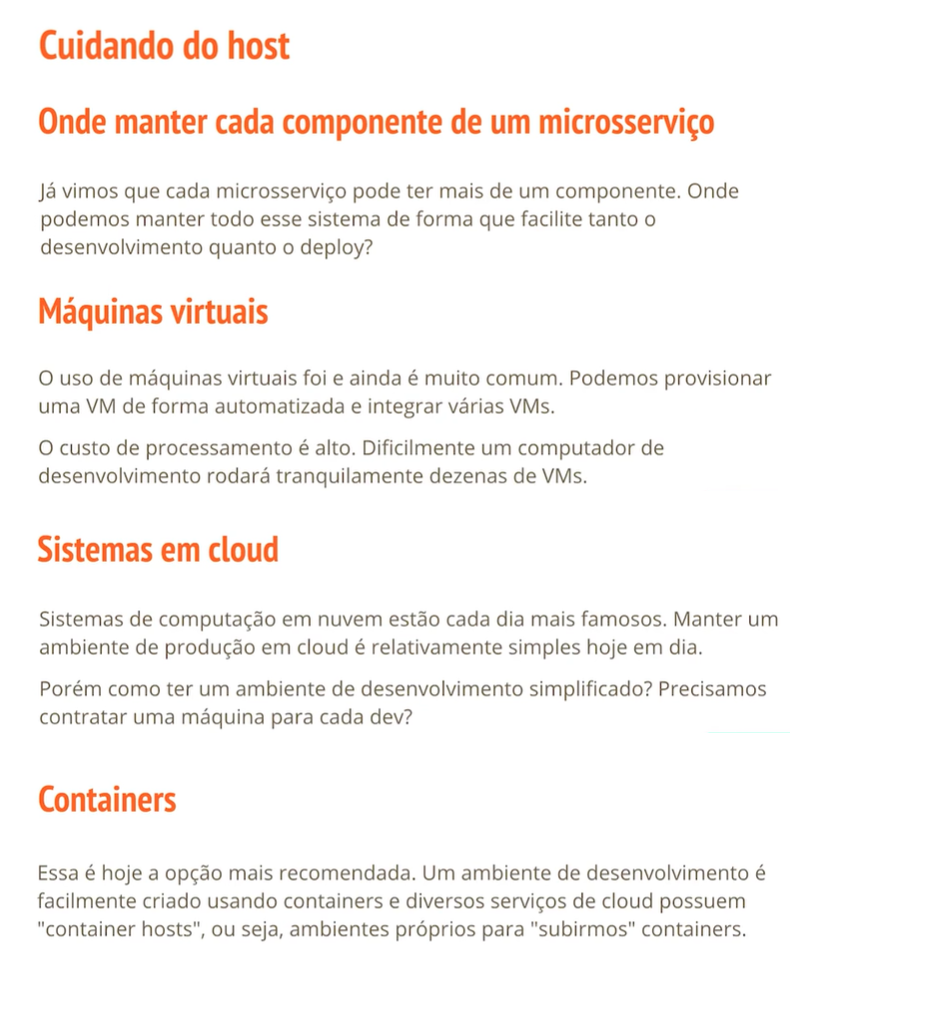 Cuidando do host
Onde manter cada componente de um microsserviço
Já vimos que cada microsserviço pode ter mais de um componente. Onde
podemos manter todo esse sistema de forma que facilite tanto o
desenvolvimento quanto o deploy?
Máquinas virtuais
O uso de máquinas virtuais foi e ainda é muito comum. Podemos provisionar
uma VM de forma automatizada e integrar várias VMs.
O custo de processamento é alto. Dificilmente um computador de
desenvolvimento rodará tranquilamente dezenas de VMs.
Sistemas em cloud
Sistemas de computação em nuvem estão cada dia mais famosos. Manter um
ambiente de produção em cloud é relativamente simples hoje em dia.
Porém como ter um ambiente de desenvolvimento simplificado? Precisamos
contratar uma máquina para cada dev?
Containers
Essa é hoje a opção mais recomendada. Um ambiente de desenvolvimento é
facilmente criado usando containers e diversos serviços de cloud possuem
"container hosts", ou seja, ambientes próprios para "subirmos" containers.